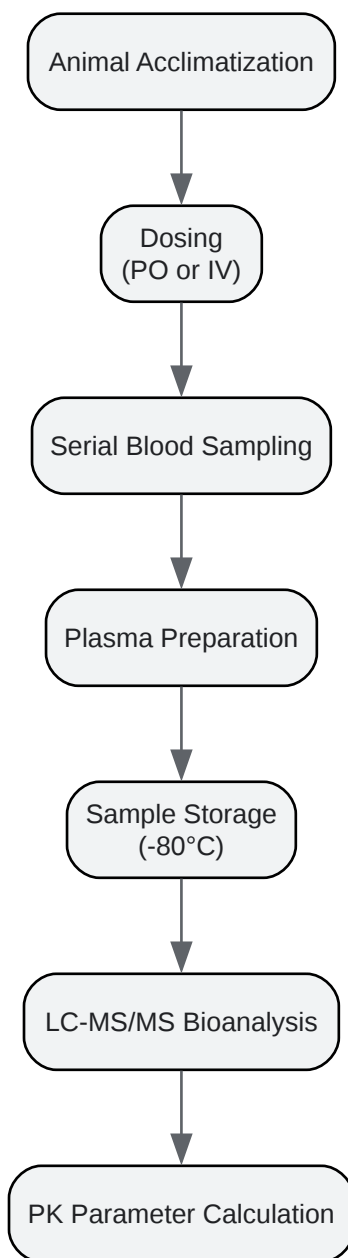 Animal Acclimatization
Dosing
(PO or IV)
Serial Blood Sampling
Plasma Preparation
Sample Storage
(-80°C)
LC-MS/MS Bioanalysis
PK Parameter Calculation